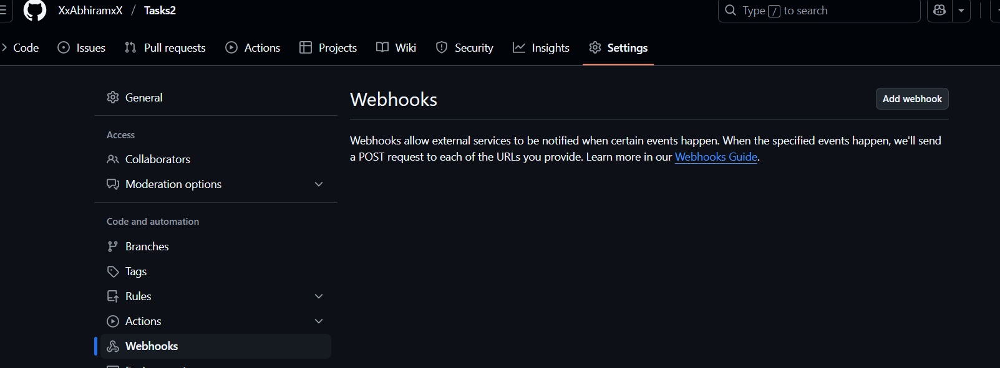 XxAbhiramxX / Tasks2
Type / to search
Code Issues Pull requests Actions Projects Wiki Security Insights Settings
General
Access
Collaborators
Moderation options
Code and automation
Branches
Tags
Rules
Actions
Webhooks
Webhooks
Add webhook
Webhooks allow external services to be notified when certain events happen. When the specified events happen, we'll send
a POST request to each of the URLs you provide. Learn more in our Webhooks Guide.